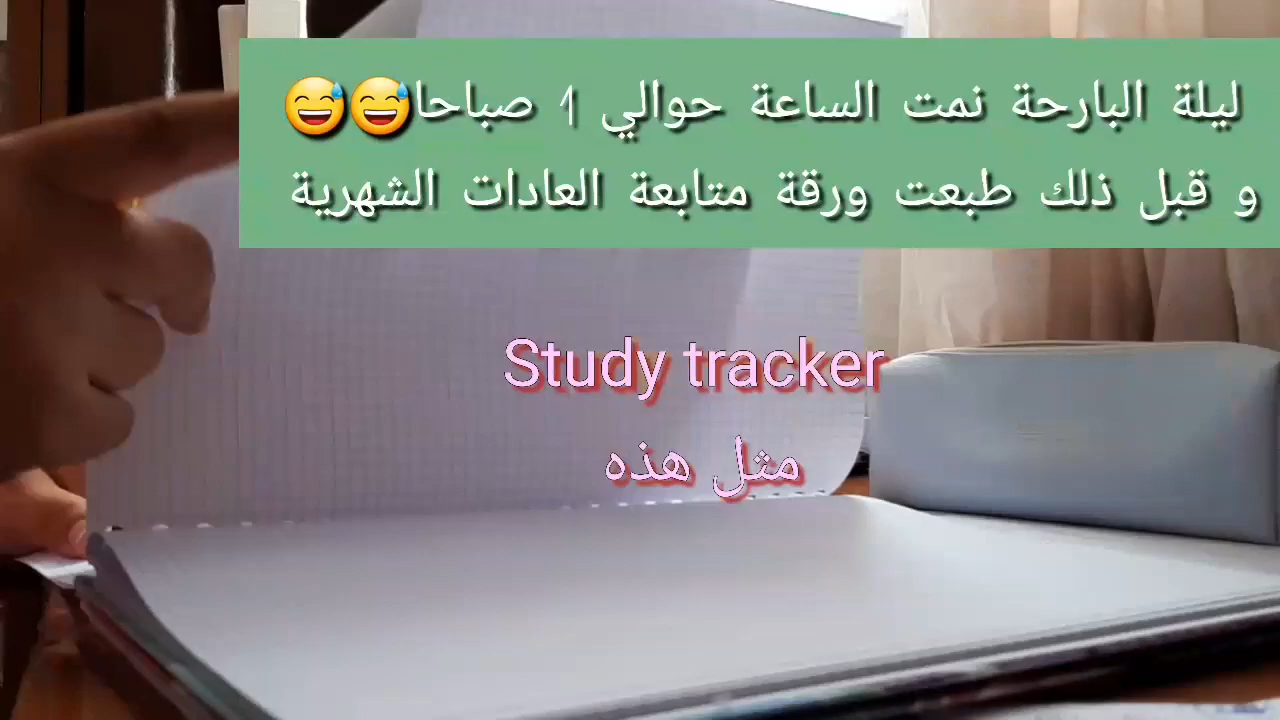 ليلة البارحة نمت الساعة حوالي 1 صباحا😅😅
و قبل ذلك طبعت ورقة متابعة العادات الشهرية
Study tracker
مثل هذه